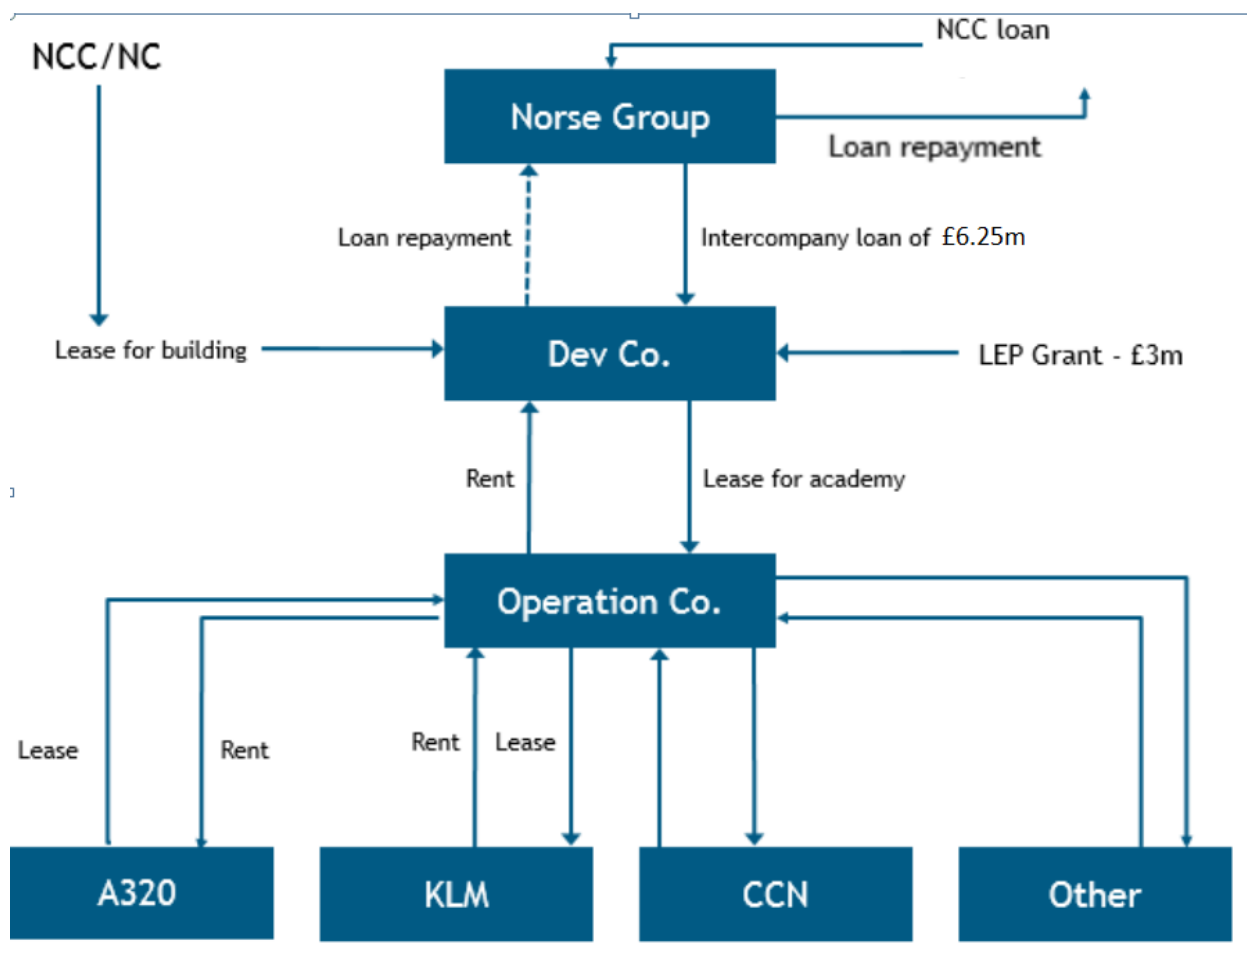 NCC loan
NCC/NC
Norse Group
Loan repayment
Loan repayment
Intercompany loan of £6.25m
Lease for building
Dev Co.
LEP Grant - £3m
Rent
Lease for academy
Operation Co.
Lease
Rent
Rent
Lease
A320
KLM
CCN
Other